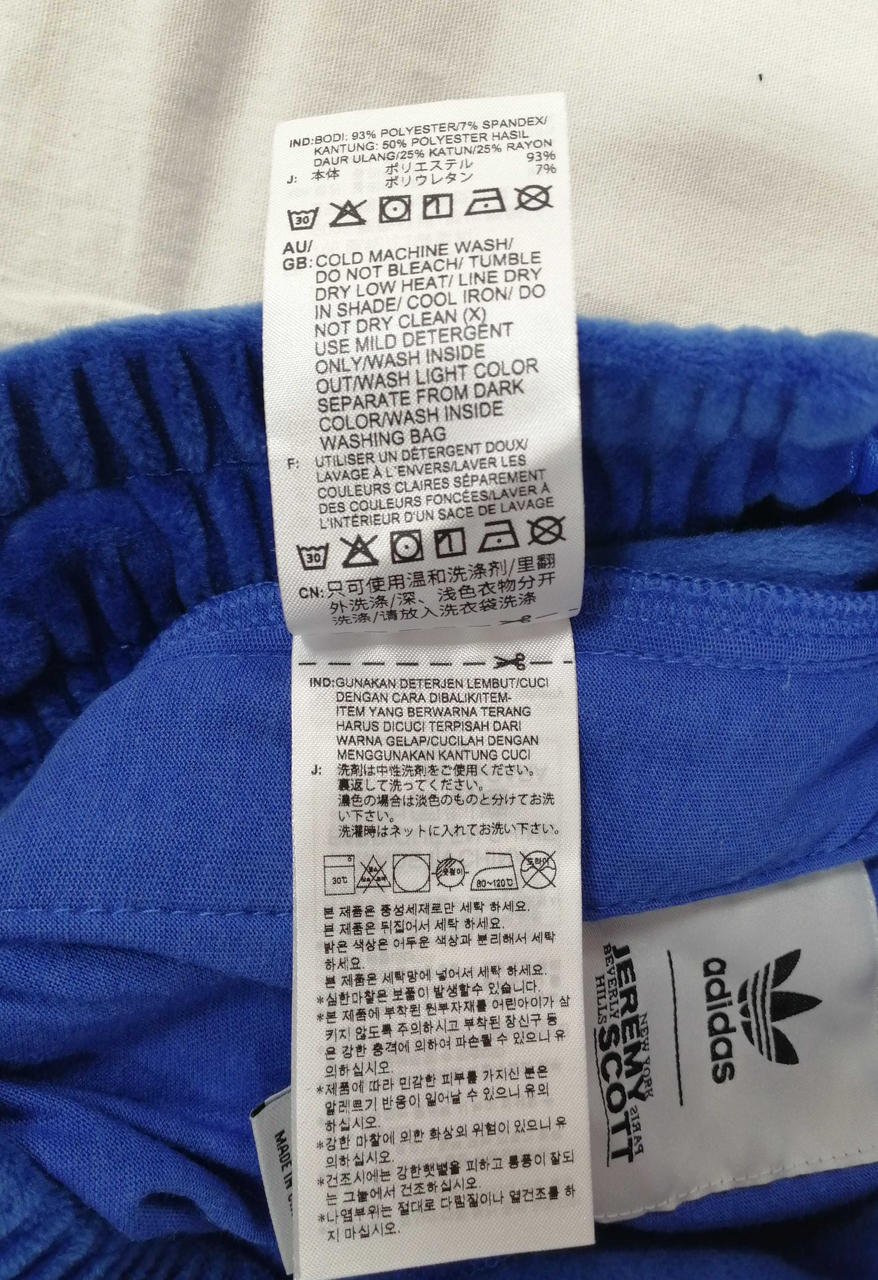 IND:BODI: 93% POLYESTER/7% SPANDEX/
KANTUNG: 50% POLYESTER HASIL
DAUR ULANG/25% KATUN/25% RAYON
J: 本体 ポリエステル 93%
ポリウレタン 7%
30
AU/
GB: COLD MACHINE WASH/
DO NOT BLEACH/ TUMBLE
DRY LOW HEAT/ LINE DRY
IN SHADE/ COOL IRON/ DO
NOT DRY CLEAN (X)
USE MILD DETERGENT
ONLY/WASH INSIDE
OUT/WASH LIGHT COLOR
SEPARATE FROM DARK
COLOR/WASH INSIDE
WASHING BAG
F: UTILISER UN DÉTERGENT DOUX/
LAVAGE À L'ENVERS/LAVER LES
COULEURS CLAIRES SÉPARÉMENT
DES COULEURS FONCÉES/LAVER À
L'INTÉRIEUR D'UN SACE DE LAVAGE
30
CN: 只可使用温和洗涤剂/里翻
外洗涤/深、浅色衣物分开
洗涤/请放入洗衣袋洗涤
IND:GUNAKAN DETERJEN LEMBUT/CUCI
DENGAN CARA DIBALIK/ITEM-
ITEM YANG BERWARNA TERANG
HARUS DICUCI TERPISAH DARI
WARNA GELAP/CUCILAH DENGAN
MENGGUNAKAN KANTUNG CUCI
J: 洗剤は中性洗剤をご使用ください。
裏返して洗ってください。
濃色の場合は淡色のものと分けてお洗
い下さい。
洗濯時はネットに入れてお洗い下さい。
30℃ 80~120℃ 드라이
본 제품은 중성세제로만 세탁 하세요.
본 제품은 뒤집어서 세탁 하세요.
밝은 색상은 어두운 색상과 분리해서 세탁
하세요.
본 제품은 세탁망에 넣어서 세탁 하세요.
*심한마찰은 보풀이 발생할수 있습니다.
*본 제품에 부착된 원부자재를 어린아이가 삼
키지 않도록 주의하시고 부착된 장신구 등
은 강한 충격에 의하여 파손될 수 있으니 유
의하십시오.
*제품에 따라 민감한 피부를 가지신 분은
알레르기 반응이 일어날 수 있으니 유의
하십시오.
*강한 마찰에 의한 화상의 위험이 있으니 유
의하십시오.
*건조시에는 강한햇볕을 피하고 통풍이 잘되
는 그늘에서 건조하십시오.
*나염부위는 절대로 다림질이나 열건조를 하
지 마십시오.
adidas
NEW YORK PARIS
JEREMY SCOTT
BEVERLY HILLS
MADE IN